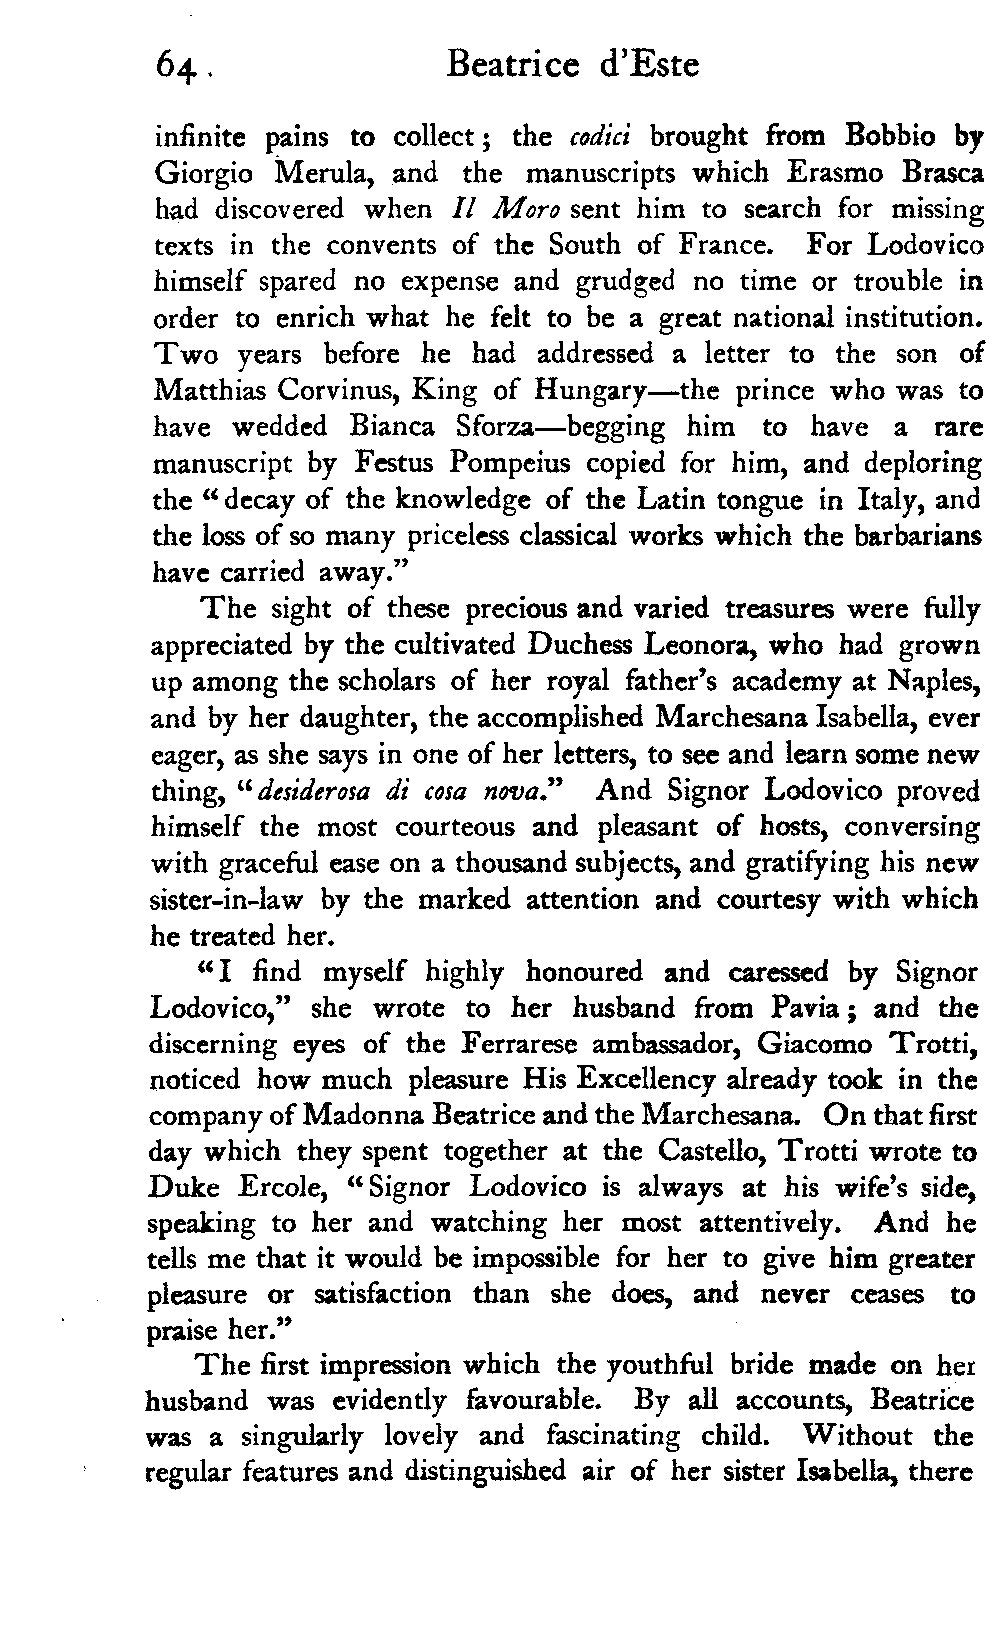 64. Beatrice d'Este
infinite pains to collect; the codici brought from Bobbio by
Giorgio Merula, and the manuscripts which Erasmo Brasca
had discovered when Il Moro sent him to search for missing
texts in the convents of the South of France. For Lodovico
himself spared no expense and grudged no time or trouble in
order to enrich what he felt to be a great national institution.
Two years before he had addressed a letter to the son of
Matthias Corvinus, King of Hungary—the prince who was to
have wedded Bianca Sforza—begging him to have a rare
manuscript by Festus Pompeius copied for him, and deploring
the "decay of the knowledge of the Latin tongue in Italy, and
the loss of so many priceless classical works which the barbarians
have carried away."
The sight of these precious and varied treasures were fully
appreciated by the cultivated Duchess Leonora, who had grown
up among the scholars of her royal father's academy at Naples,
and by her daughter, the accomplished Marchesana Isabella, ever
eager, as she says in one of her letters, to see and learn some new
thing, "desiderosa di cosa nova." And Signor Lodovico proved
himself the most courteous and pleasant of hosts, conversing
with graceful ease on a thousand subjects, and gratifying his new
sister-in-law by the marked attention and courtesy with which
he treated her.
"I find myself highly honoured and caressed by Signor
Lodovico," she wrote to her husband from Pavia; and the
discerning eyes of the Ferrarese ambassador, Giacomo Trotti,
noticed how much pleasure His Excellency already took in the
company of Madonna Beatrice and the Marchesana. On that first
day which they spent together at the Castello, Trotti wrote to
Duke Ercole, "Signor Lodovico is always at his wife's side,
speaking to her and watching her most attentively. And he
tells me that it would be impossible for her to give him greater
pleasure or satisfaction than she does, and never ceases to
praise her."
The first impression which the youthful bride made on her
husband was evidently favourable. By all accounts, Beatrice
was a singularly lovely and fascinating child. Without the
regular features and distinguished air of her sister Isabella, there